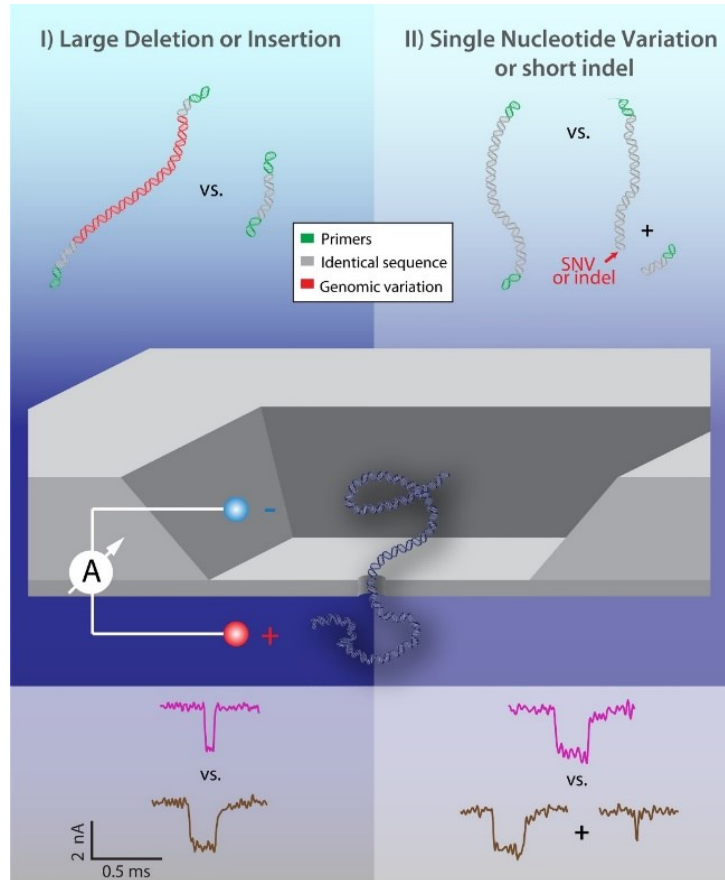 I) Large Deletion or Insertion
II) Single Nucleotide Variation
or short indel
vs.
vs.
Primers
Identical sequence
Genomic variation
+
SNV
or indel
-
A
+
vs.
vs.
+
2 nA
0.5 ms